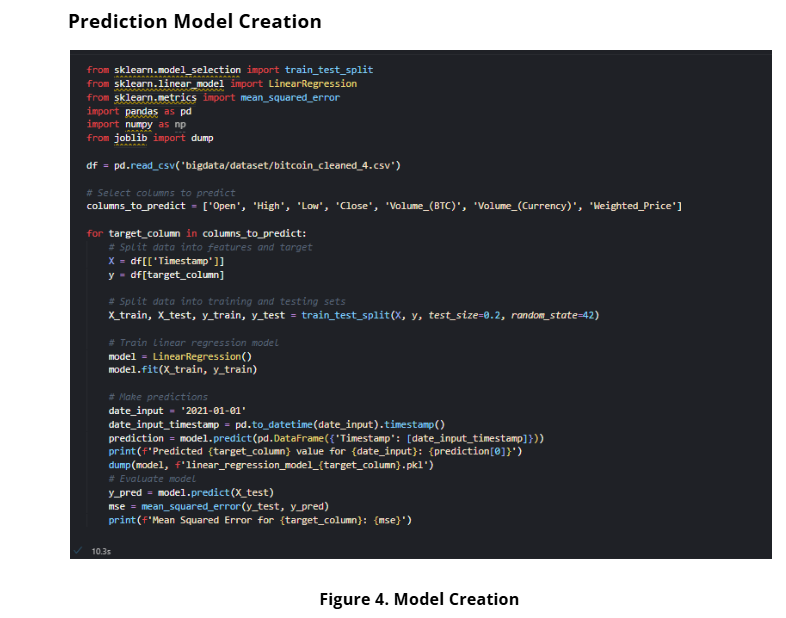 Prediction Model Creation
from sklearn.model_selection import train_test_split
from sklearn.linear_model import LinearRegression
from sklearn.metrics import mean_squared_error
import pandas as pd
import numpy as np
from joblib import dump
df = pd.read_csv('bigdata/dataset/bitcoin_cleaned_4.csv')
# Select columns to predict
columns_to_predict = ['Open', 'High', 'Low', 'Close', 'Volume_(BTC)', 'Volume_(Currency)', 'Weighted_Price']
for target_column in columns_to_predict:
    # Split data into features and target
    X = df[['Timestamp']]
    y = df[target_column]
    # Split data into training and testing sets
    X_train, X_test, y_train, y_test = train_test_split(X, y, test_size=0.2, random_state=42)
    # Train linear regression model
    model = LinearRegression()
    model.fit(X_train, y_train)
    # Make predictions
    date_input = '2021-01-01'
    date_input_timestamp = pd.to_datetime(date_input).timestamp()
    prediction = model.predict(pd.DataFrame({'Timestamp': [date_input_timestamp]}))
    print(f'Predicted {target_column} value for {date_input}: {prediction[0]}')
    dump(model, f'linear_regression_model_{target_column}.pkl')
    # Evaluate model
    y_pred = model.predict(X_test)
    mse = mean_squared_error(y_test, y_pred)
    print(f'Mean Squared Error for {target_column}: {mse}')
10.3s
Figure 4. Model Creation